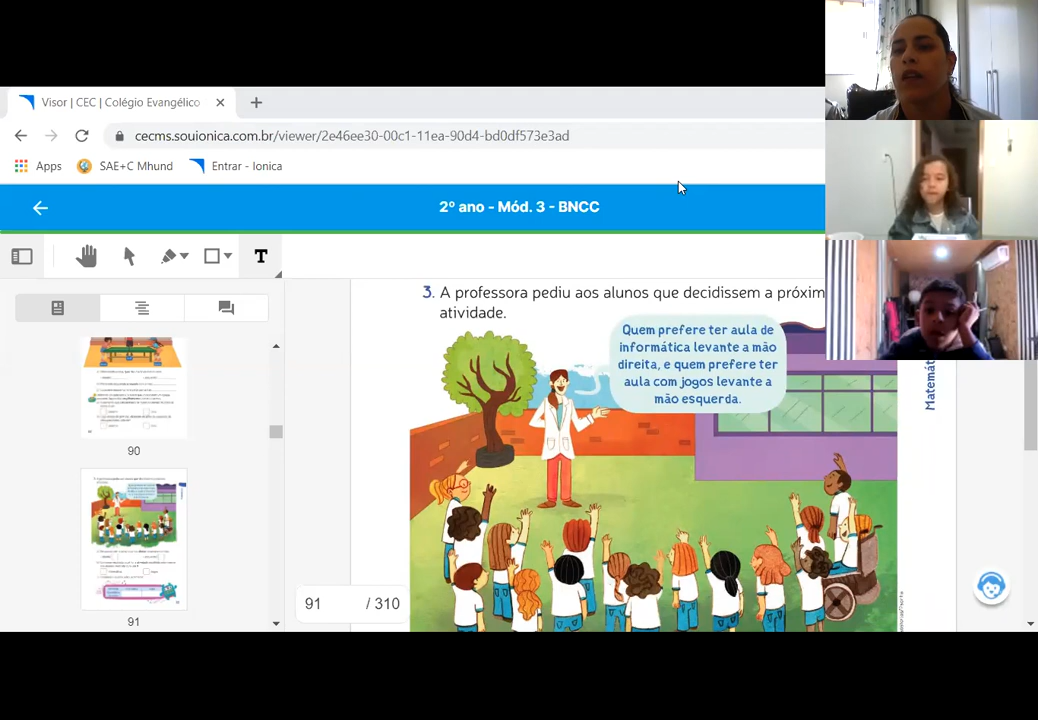 Visor | CEC | Colégio Evangélico
cecms.souionica.com.br/viewer/2e46ee30-00c1-11ea-90d4-bd0df573e3ad
Apps
SAE+C Mhund
Entrar - Ionica
2º ano - Mód. 3 - BNCC
T
3. A professora pediu aos alunos que decidissem a próxim
atividade.
Quem prefere ter aula de
informática levante a mão
direita, e quem prefere ter
aula com jogos levante a
mão esquerda.
Matemát
90
91
91 / 310